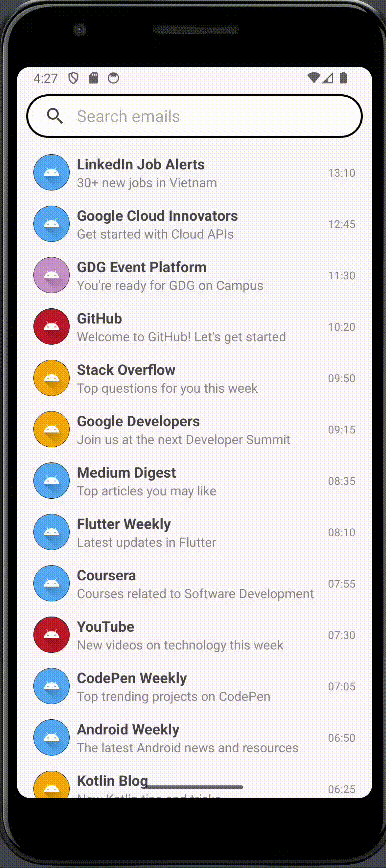 4:27
Search emails
LinkedIn Job Alerts
30+ new jobs in Vietnam
13:10
Google Cloud Innovators
Get started with Cloud APIs
12:45
GDG Event Platform
You're ready for GDG on Campus
11:30
GitHub
Welcome to GitHub! Let's get started
10:20
Stack Overflow
Top questions for you this week
09:50
Google Developers
Join us at the next Developer Summit
09:15
Medium Digest
Top articles you may like
08:35
Flutter Weekly
Latest updates in Flutter
08:10
Coursera
Courses related to Software Development
07:55
YouTube
New videos on technology this week
07:30
CodePen Weekly
Top trending projects on CodePen
07:05
Android Weekly
The latest Android news and resources
06:50
Kotlin Blog
New Kotlin tips and tricks
06:25